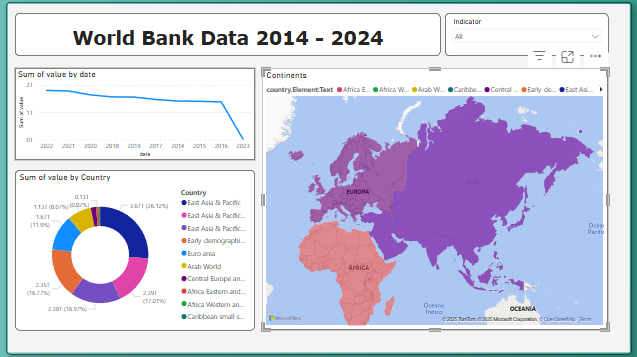 World Bank Data 2014 - 2024
Indicator
All
Sum of value by date
2T
1T
0T
Sum of value
2022 2021 2020 2018 2019 2017 2014 2015 2016 2023
date
Sum of value by Country
0.13T
(0.92%)
1.13T (8.07%)
1.67T
(11.9%)
2.35T
(16.77%)
2.38T (16.97%)
2.39T
(17.01%)
3.67T (26.12%)
Country
East Asia & Pacific
East Asia & Pacific...
East Asia & Pacific...
Early-demographi...
Euro area
Arab World
Central Europe an...
Africa Eastern and...
Africa Western an...
Caribbean small s...
Continents
country.Element:Text Africa E... Africa W... Arab W... Caribbe... Central ... Early-de... East Asi...
EUROPA
ÁFRICA
Océano
Índico
Océa
Pacífi
OCEANÍA
Microsoft Bing
© 2025 TomTom, © 2025 Microsoft Corporation, © OpenStreetMap Terms